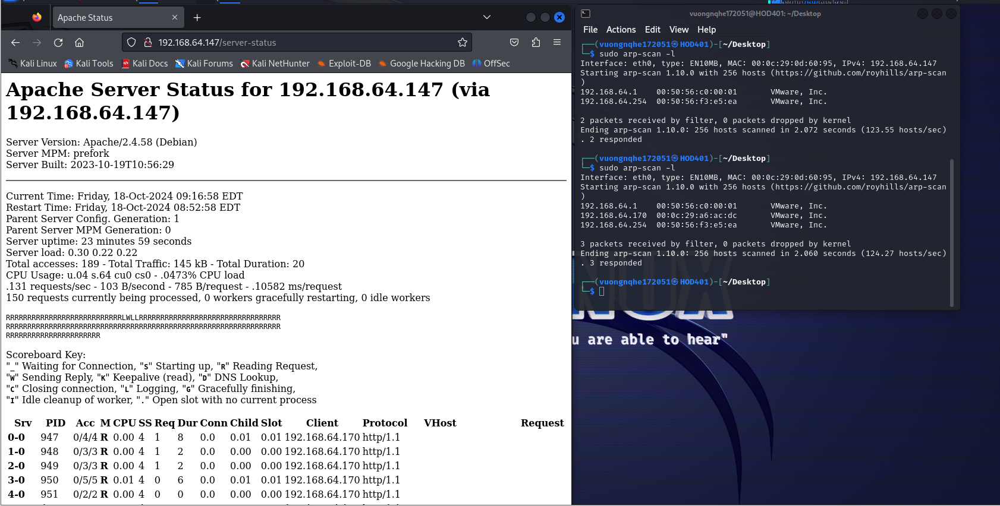 Apache Status
192.168.64.147/server-status
Kali Linux
Kali Tools
Kali Docs
Kali Forums
Kali NetHunter
Exploit-DB
Google Hacking DB
OffSec
Apache Server Status for 192.168.64.147 (via
192.168.64.147)
Server Version: Apache/2.4.58 (Debian)
Server MPM: prefork
Server Built: 2023-10-19T10:56:29
Current Time: Friday, 18-Oct-2024 09:16:58 EDT
Restart Time: Friday, 18-Oct-2024 08:52:58 EDT
Parent Server Config. Generation: 1
Parent Server MPM Generation: 0
Server uptime: 23 minutes 59 seconds
Server load: 0.30 0.22 0.22
Total accesses: 189 - Total Traffic: 145 kB - Total Duration: 20
CPU Usage: u.04 s.64 cu0 cs0 - .0473% CPU load
.131 requests/sec - 103 B/second - 785 B/request - .10582 ms/request
150 requests currently being processed, 0 workers gracefully restarting, 0 idle workers
RRRRRRRRRRRRRRRRRRRRRRRRRRRLWLLRRRRRRRRRRRRRRRRRRRRRRRRRRRRRRRRR
RRRRRRRRRRRRRRRRRRRRRRRRRRRRRRRRRRRRRRRRRRRRRRRRRRRRRRRRRRRRRRRR
RRRRRRRRRRRRRRRRRRRRRR
Scoreboard Key:
"_" Waiting for Connection, "S" Starting up, "R" Reading Request,
"W" Sending Reply, "K" Keepalive (read), "D" DNS Lookup,
"C" Closing connection, "L" Logging, "G" Gracefully finishing,
"I" Idle cleanup of worker, "." Open slot with no current process
Srv PID Acc M CPU SS Req Dur Conn Child Slot Client Protocol VHost Request
0-0 947 0/4/4 R 0.00 4 1 8 0.0 0.01 0.01 192.168.64.170 http/1.1
1-0 948 0/3/3 R 0.00 4 1 2 0.0 0.00 0.00 192.168.64.170 http/1.1
2-0 949 0/3/3 R 0.00 4 1 2 0.0 0.00 0.00 192.168.64.170 http/1.1
3-0 950 0/5/5 R 0.01 4 0 6 0.0 0.01 0.01 192.168.64.170 http/1.1
4-0 951 0/2/2 R 0.00 4 0 0 0.0 0.00 0.00 192.168.64.170 http/1.1
vuongnqhe172051@HOD401: ~/Desktop
File Actions Edit View Help
┌──(vuongnqhe172051㉿HOD401)-[~/Desktop]
└─$ sudo arp-scan -l
Interface: eth0, type: EN10MB, MAC: 00:0c:29:0d:60:95, IPv4: 192.168.64.147
Starting arp-scan 1.10.0 with 256 hosts (https://github.com/royhills/arp-scan
)
192.168.64.1 00:50:56:c0:00:01 VMware, Inc.
192.168.64.254 00:50:56:f3:e5:ea VMware, Inc.
2 packets received by filter, 0 packets dropped by kernel
Ending arp-scan 1.10.0: 256 hosts scanned in 2.072 seconds (123.55 hosts/sec)
. 2 responded
┌──(vuongnqhe172051㉿HOD401)-[~/Desktop]
└─$ sudo arp-scan -l
Interface: eth0, type: EN10MB, MAC: 00:0c:29:0d:60:95, IPv4: 192.168.64.147
Starting arp-scan 1.10.0 with 256 hosts (https://github.com/royhills/arp-scan
)
192.168.64.1 00:50:56:c0:00:01 VMware, Inc.
192.168.64.170 00:0c:29:a6:ac:dc VMware, Inc.
192.168.64.254 00:50:56:f3:e5:ea VMware, Inc.
3 packets received by filter, 0 packets dropped by kernel
Ending arp-scan 1.10.0: 256 hosts scanned in 2.060 seconds (124.27 hosts/sec)
. 3 responded
┌──(vuongnqhe172051㉿HOD401)-[~/Desktop]
└─$
NUX
u are able to hear"